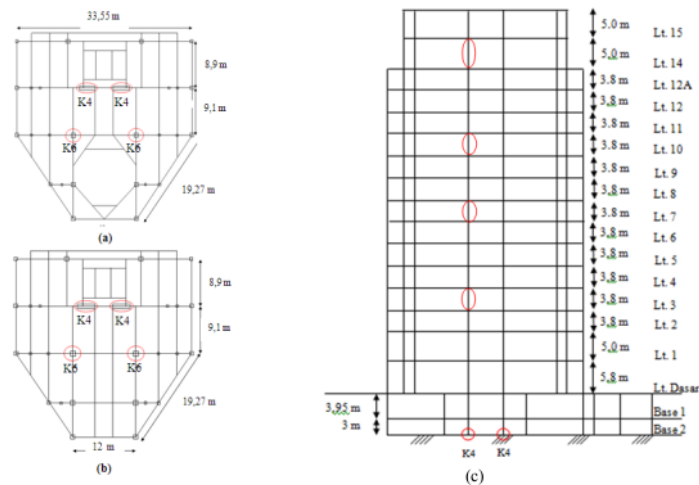 33,55 m
8,9 m
K4 K4
9,1 m
K6 K6
19,27 m
(a)
8,9 m
K4 K4
9,1 m
K6 K6
19,27 m
12 m
(b)
5.0 m Lt. 15
5.0 m Lt. 14
3.8 m Lt. 12A
3.8 m Lt. 12
3.8 m Lt. 11
3.8 m Lt. 10
3.8 m Lt. 9
3.8 m Lt. 8
3.8 m Lt. 7
3.8 m Lt. 6
3.8 m Lt. 5
3.8 m Lt. 4
3.8 m Lt. 3
3.8 m Lt. 2
5.0 m Lt. 1
5.8 m Lt. Dasar
3,95 m Base 1
3 m Base 2
K4 K4
(c)